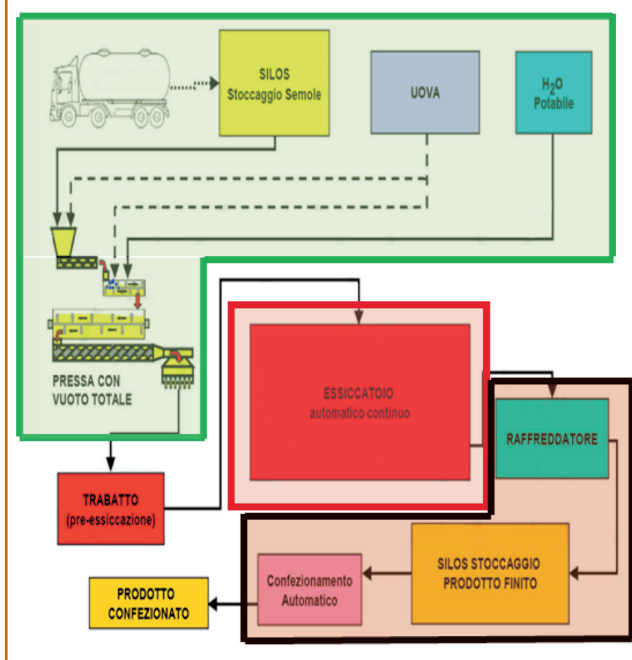 SILOS
Stoccaggio Semole
UOVA
H₂O
Potabile
PRESSA CON
VUOTO TOTALE
ESSICCATOIO
automatico continuo
RAFFREDDATORE
TRABATTO
(pre-essiccazione)
SILOS STOCCAGGIO
PRODOTTO FINITO
Confezionamento
Automatico
PRODOTTO
CONFEZIONATO